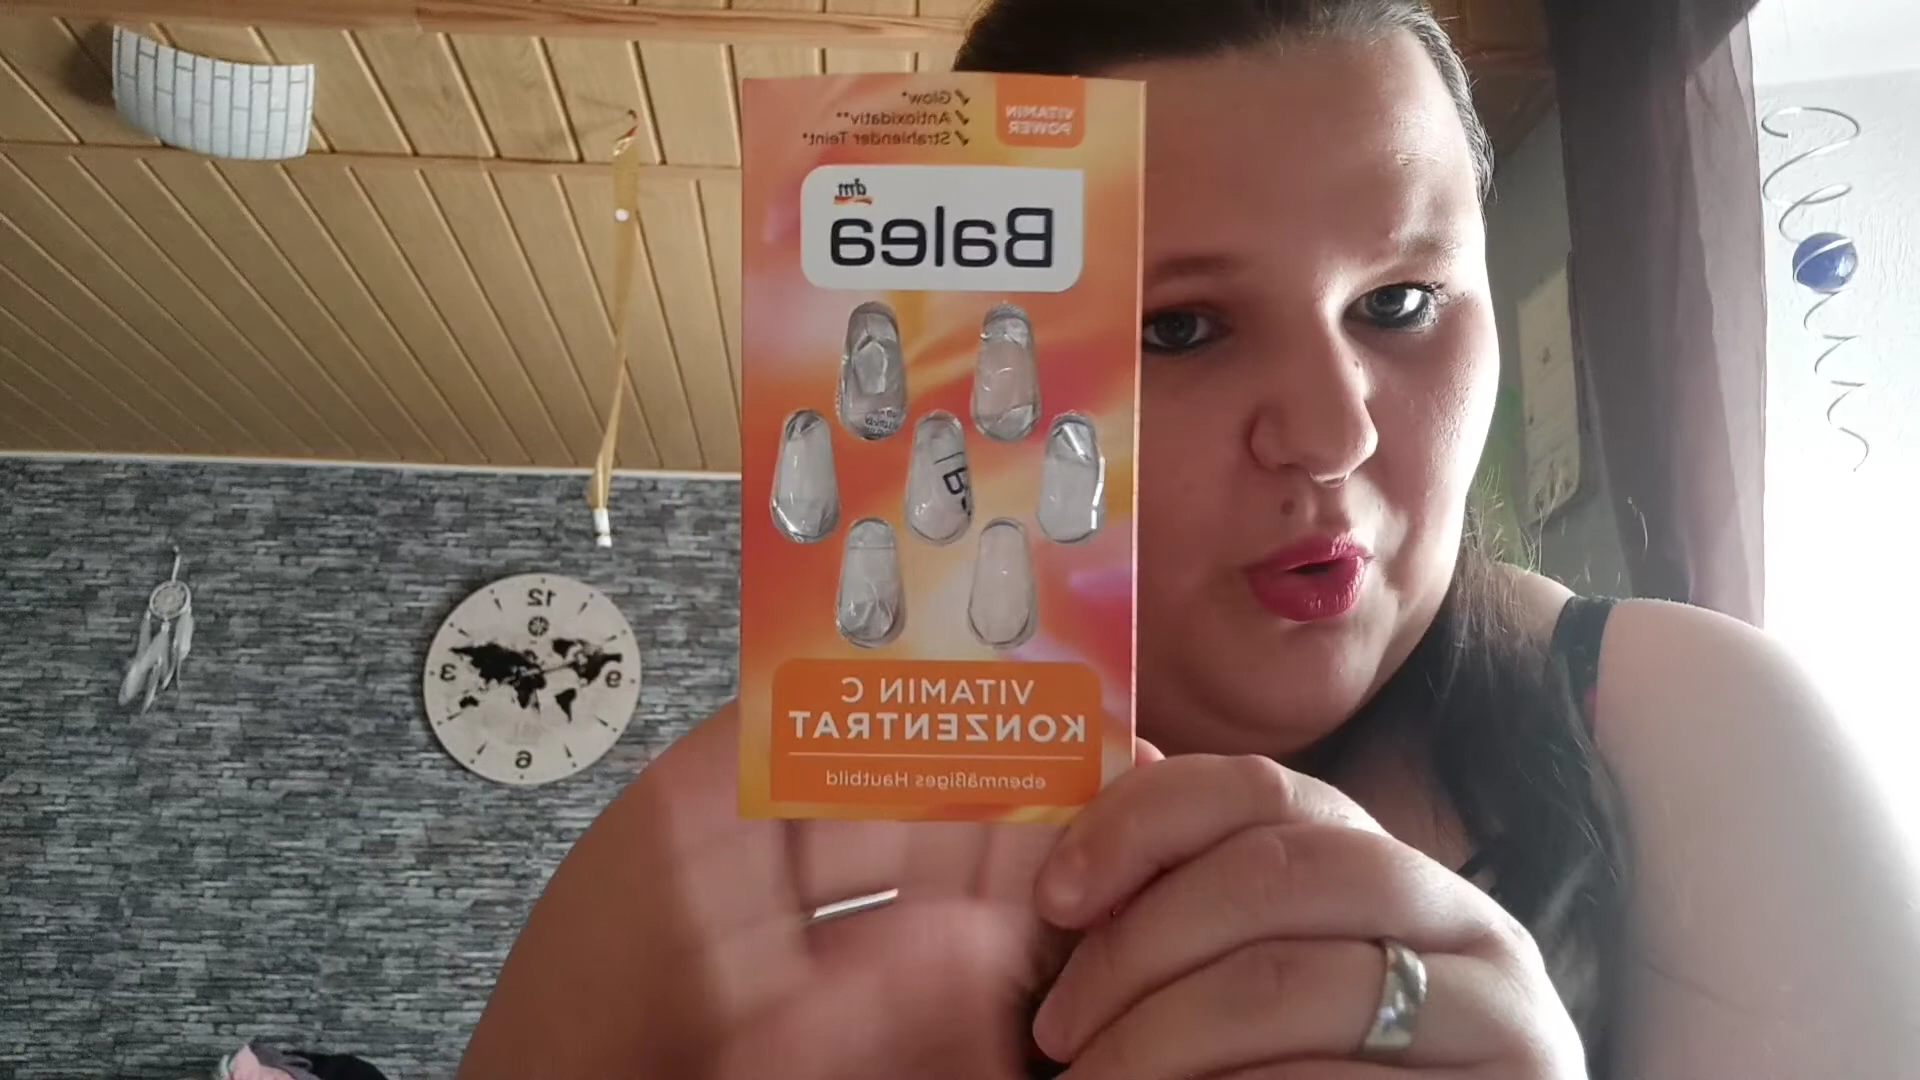 VITAMIN
POWER
✓ Glow*
✓ Antioxidativ**
✓ Strahlender Teint*
dm
Balea
VITAMIN C
KONZENTRAT
ebenmäßiges Hautbild
12
3
9
6